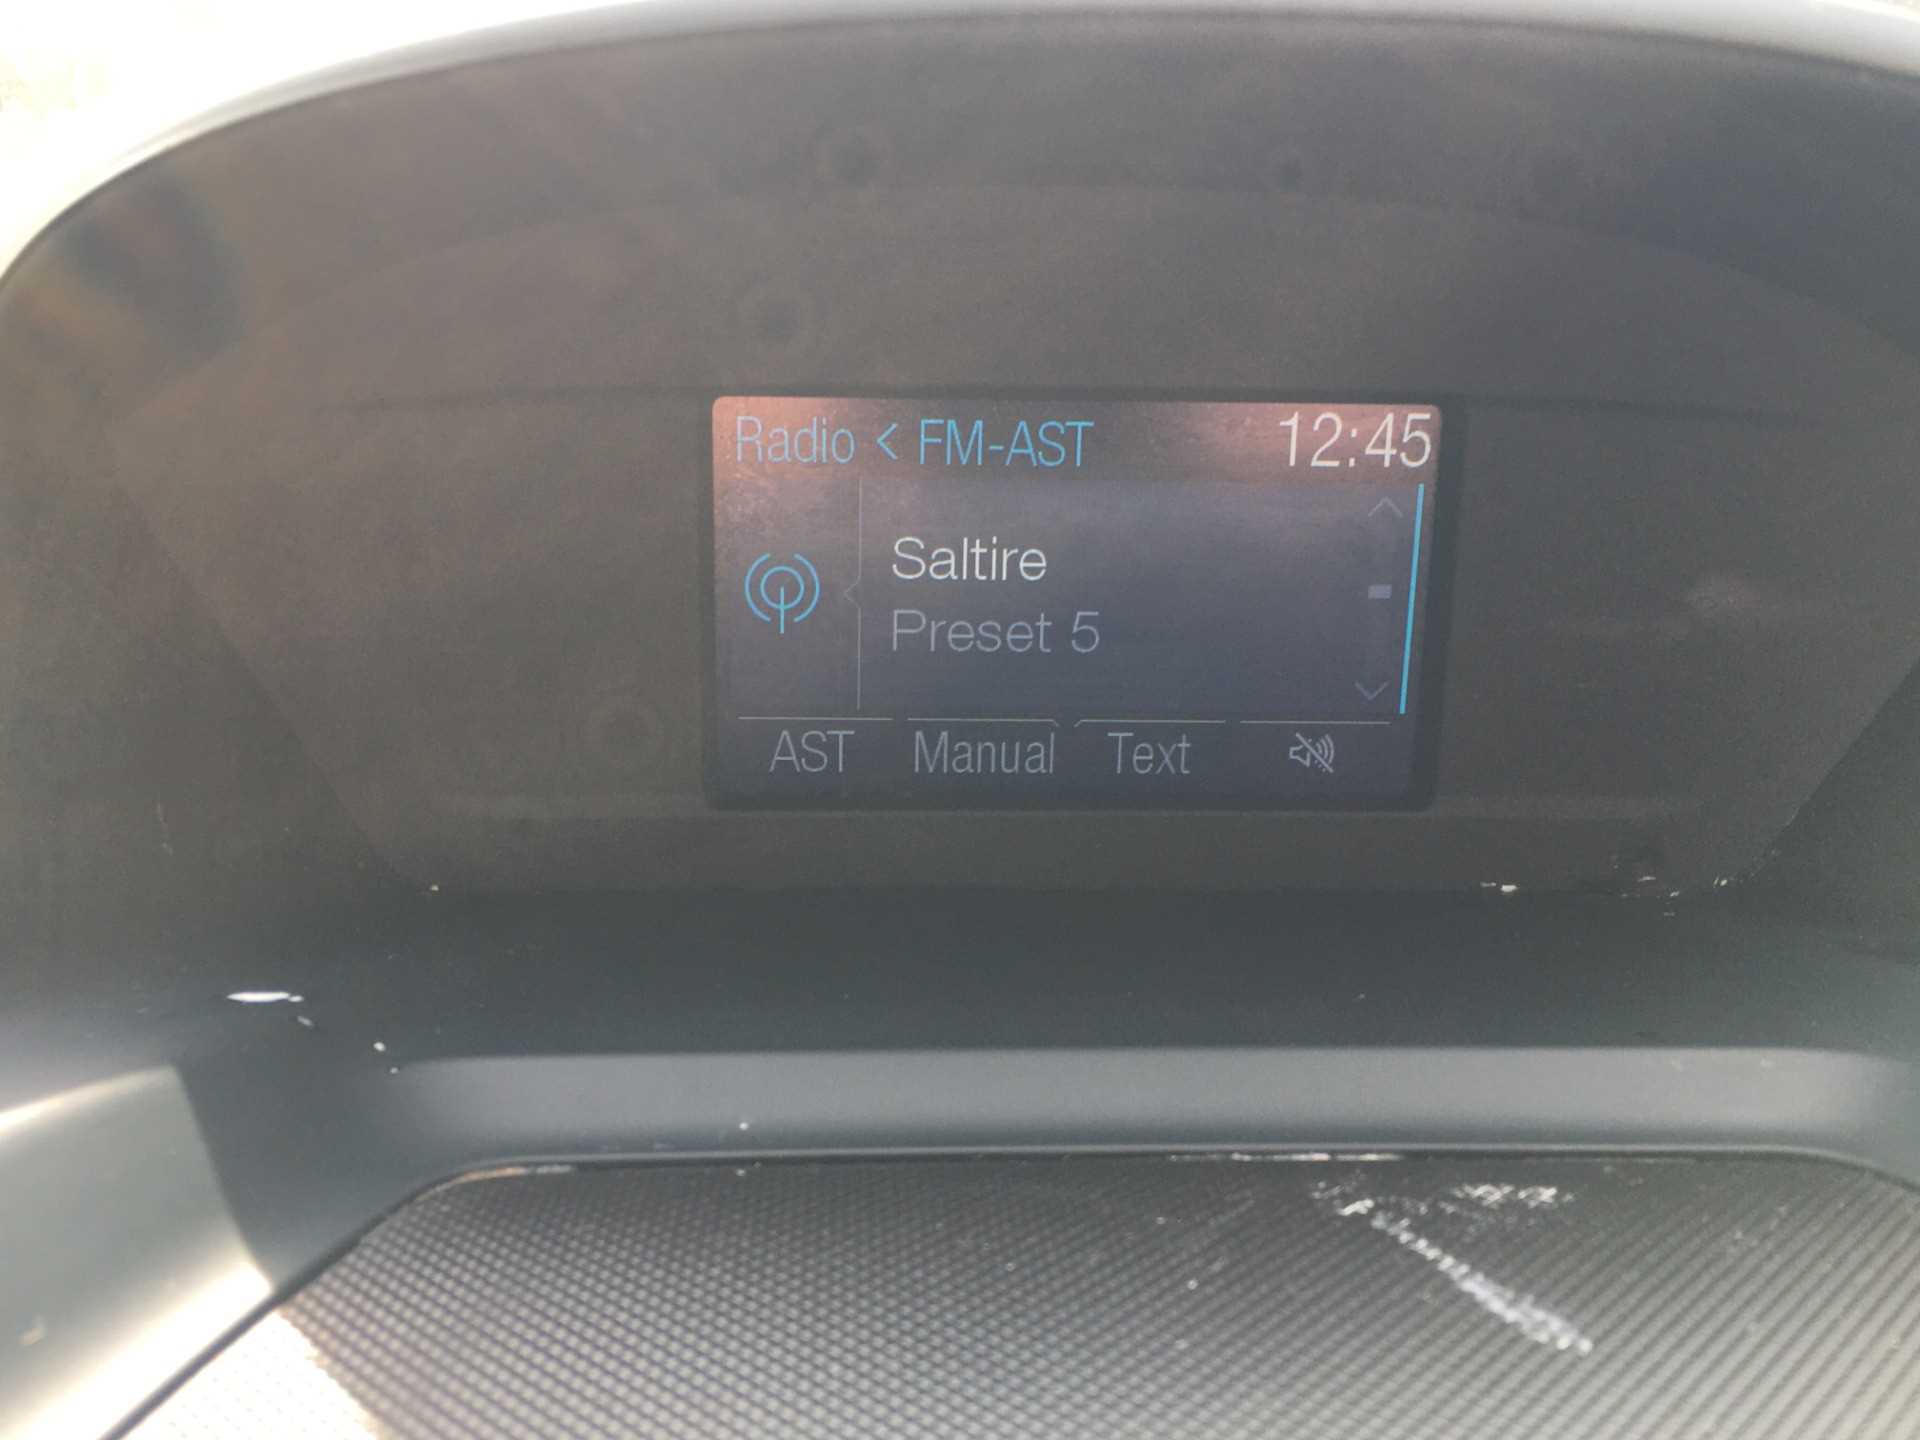 Radio < FM-AST 12:45
Saltire
Preset 5
AST Manual Text